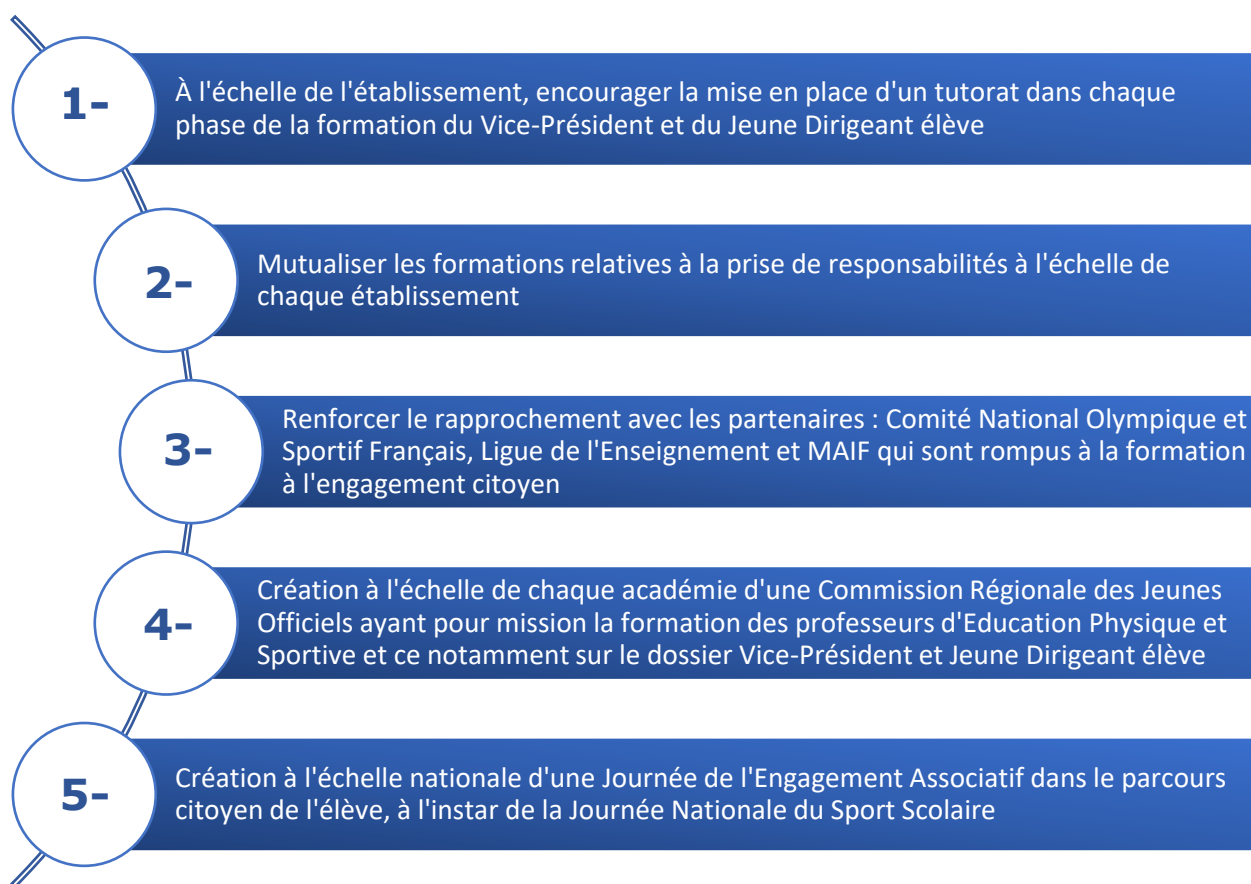 1-
À l'échelle de l'établissement, encourager la mise en place d'un tutorat dans chaque
phase de la formation du Vice-Président et du Jeune Dirigeant élève
2-
Mutualiser les formations relatives à la prise de responsabilités à l'échelle de
chaque établissement
3-
Renforcer le rapprochement avec les partenaires : Comité National Olympique et
Sportif Français, Ligue de l'Enseignement et MAIF qui sont rompus à la formation
à l'engagement citoyen
4-
Création à l'échelle de chaque académie d'une Commission Régionale des Jeunes
Officiels ayant pour mission la formation des professeurs d'Education Physique et
Sportive et ce notamment sur le dossier Vice-Président et Jeune Dirigeant élève
5-
Création à l'échelle nationale d'une Journée de l'Engagement Associatif dans le parcours
citoyen de l'élève, à l'instar de la Journée Nationale du Sport Scolaire